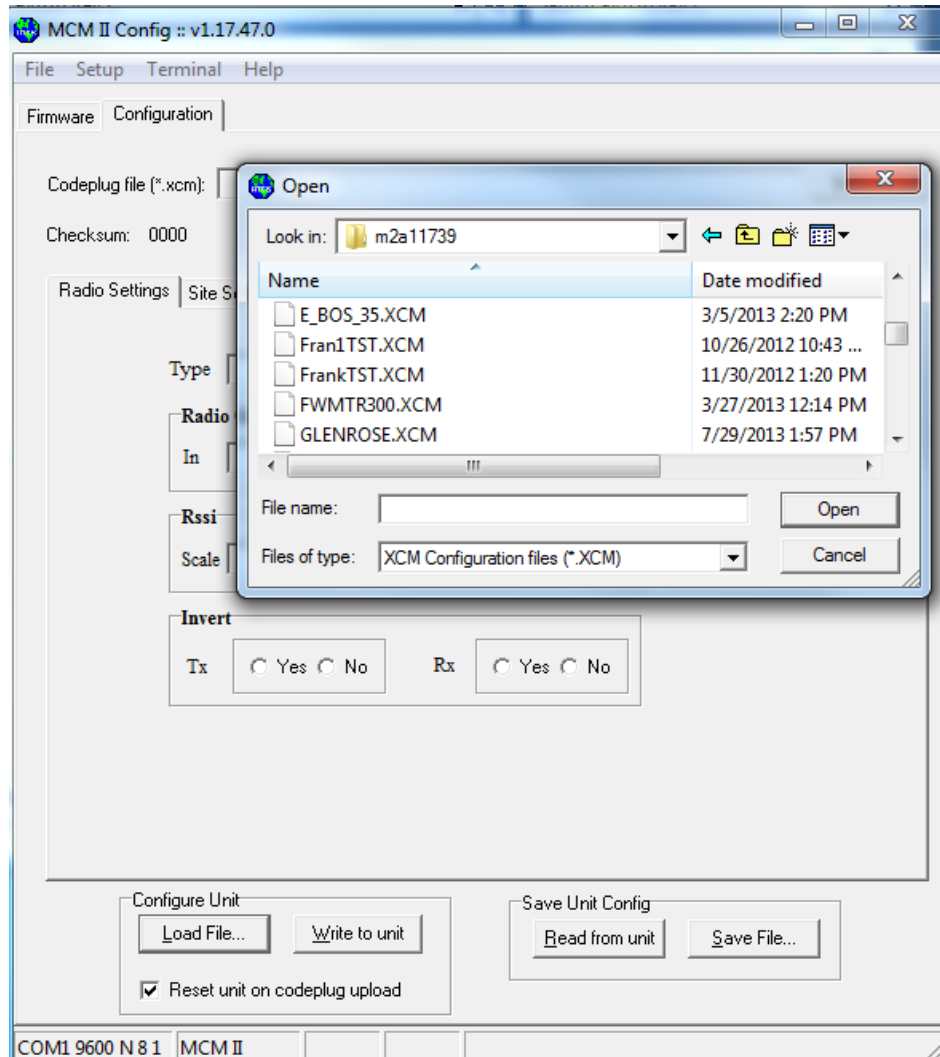 MCM II Config :: v1.17.47.0
File Setup Terminal Help
Firmware Configuration
Codeplug file (*.xcm):
Checksum: 0000
Radio Settings Site
Type
Radio
In
Rssi
Scale
Open
Look in: m2a11739
Name Date modified
E_BOS_35.XCM 3/5/2013 2:20 PM
Fran1TST.XCM 10/26/2012 10:43 ...
FrankTST.XCM 11/30/2012 1:20 PM
FWMTR300.XCM 3/27/2013 12:14 PM
GLENROSE.XCM 7/29/2013 1:57 PM
File name: Open
Files of type: XCM Configuration files (*.XCM) Cancel
Invert
Tx Yes No Rx Yes No
Configure Unit Save Unit Config
Load File... Write to unit Read from unit Save File...
Reset unit on codeplug upload
COM1 9600 N 8 1 MCM II